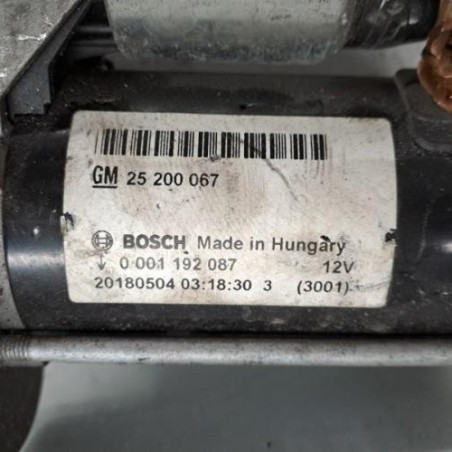 GM 25 200 067
BOSCH Made in Hungary
↓ 0 001 192 087 12V
20180504 03:18:30 3 (3001)